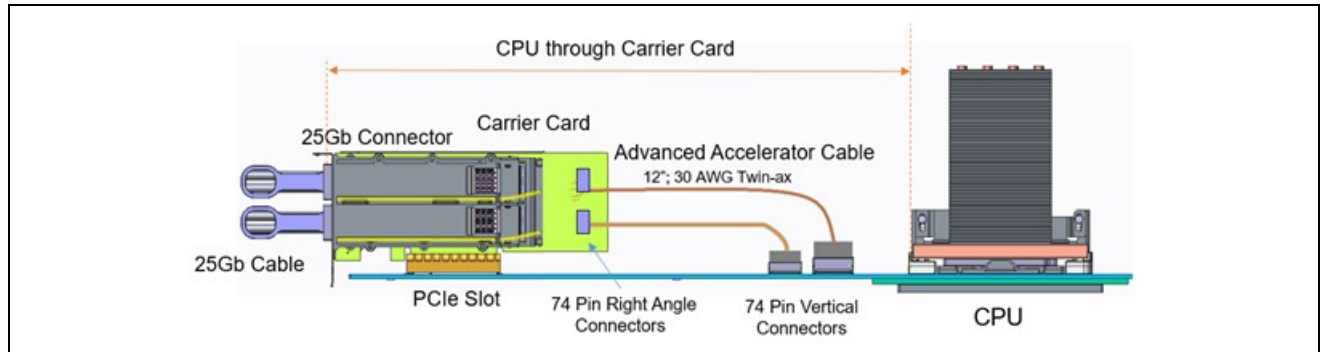 CPU through Carrier Card
Carrier Card
25Gb Connector
Advanced Accelerator Cable
12"; 30 AWG Twin-ax
25Gb Cable
PCIe Slot
74 Pin Right Angle
Connectors
74 Pin Vertical
Connectors
CPU